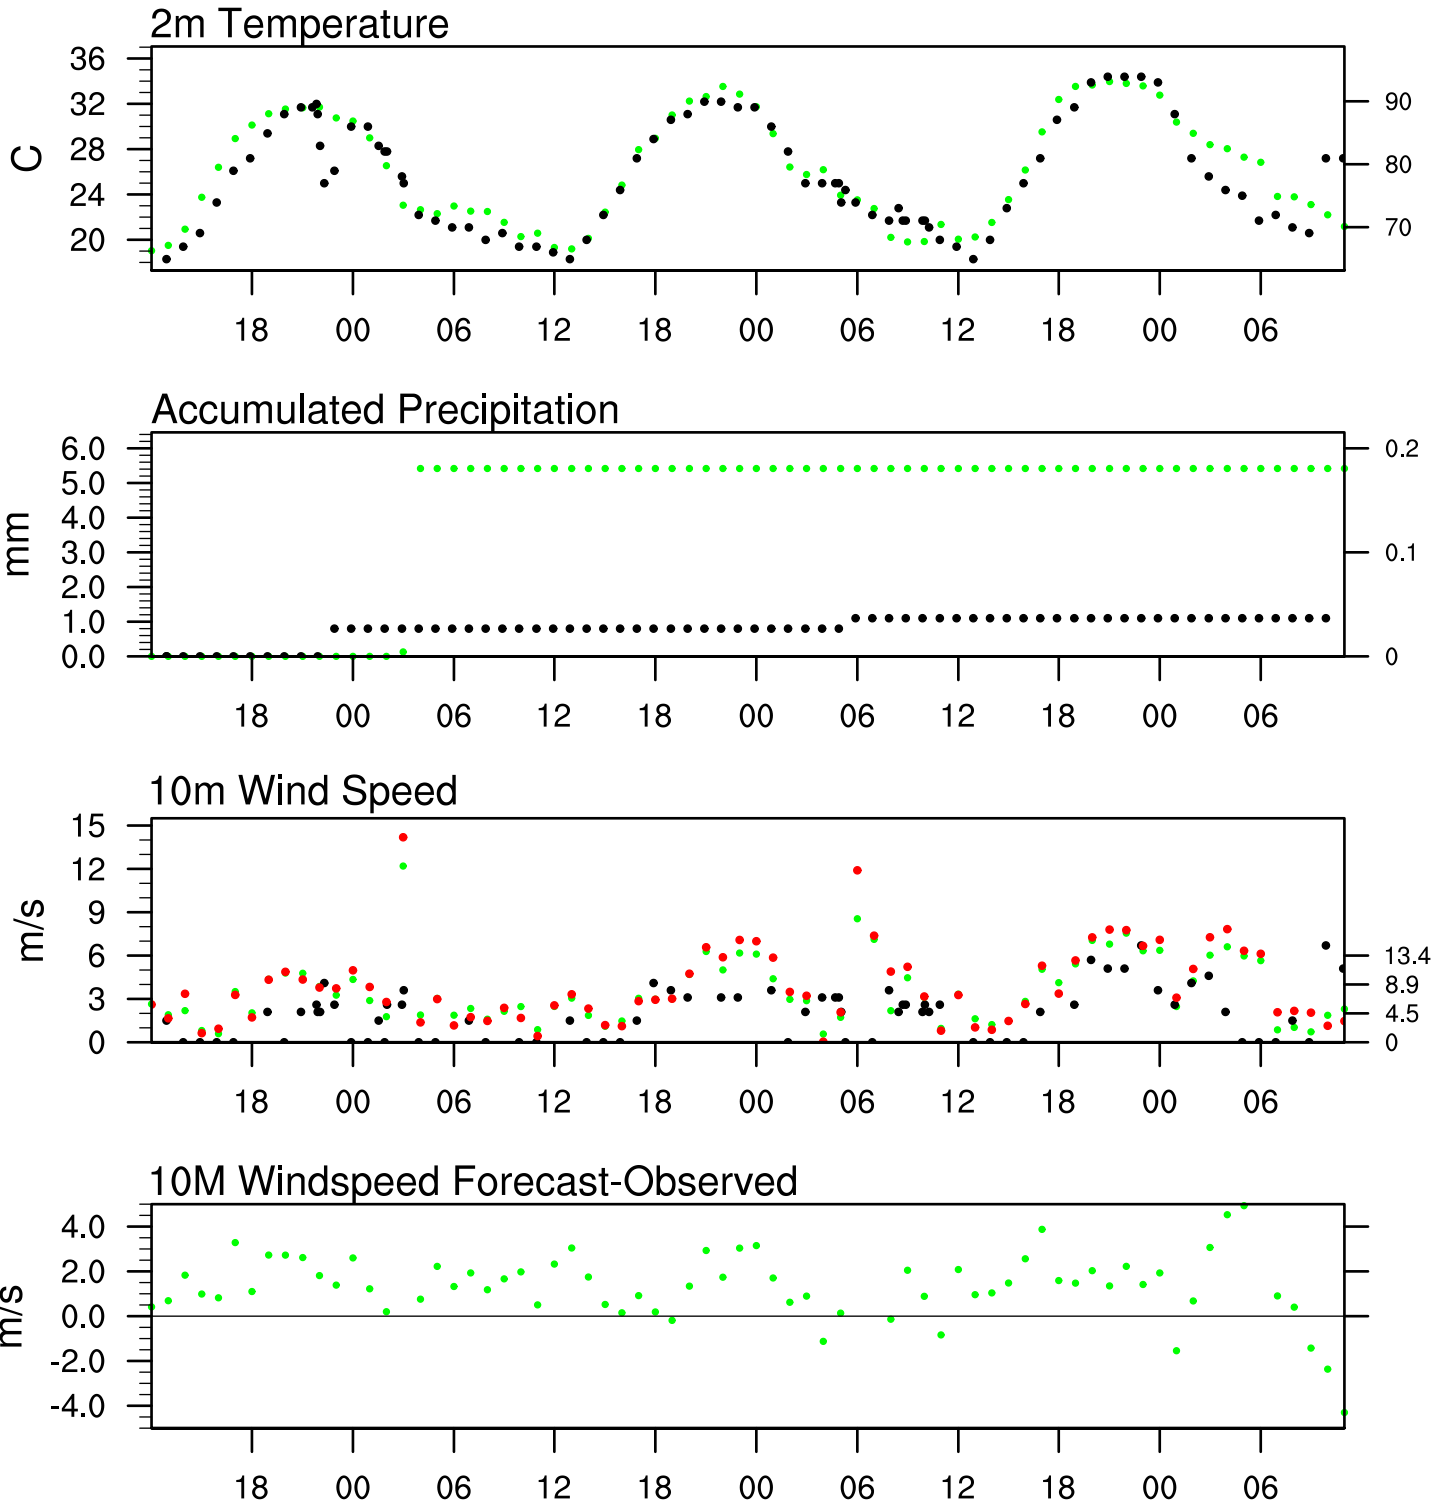 2m Temperature
36
32
90
28
C
80
24
20
70
18 00 06 12 18 00 06 12 18 00 06
Accumulated Precipitation
6.0
0.2
5.0
4.0
mm
3.0
0.1
2.0
1.0
0.0
0
18 00 06 12 18 00 06 12 18 00 06
10m Wind Speed
15
12
9
m/s
6
13.4
8.9
3
4.5
0
0
18 00 06 12 18 00 06 12 18 00 06
10M Windspeed Forecast-Observed
4.0
2.0
m/s
0.0
-2.0
-4.0
18 00 06 12 18 00 06 12 18 00 06